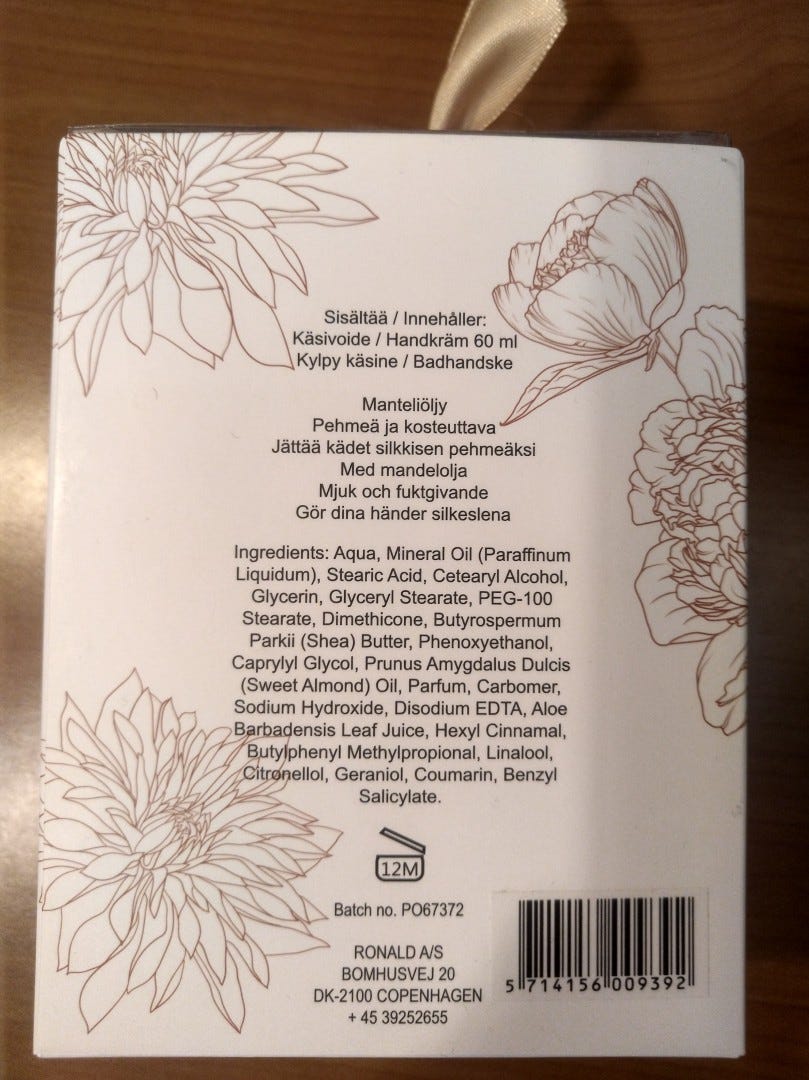 Sisältää / Innehåller:
Käsivoide / Handkräm 60 ml
Kylpy käsine / Badhandske
Manteliöljy
Pehmeä ja kosteuttava
Jättää kädet silkkisen pehmeäksi
Med mandelolja
Mjuk och fuktgivande
Gör dina händer silkeslena
Ingredients: Aqua, Mineral Oil (Paraffinum
Liquidum), Stearic Acid, Cetearyl Alcohol,
Glycerin, Glyceryl Stearate, PEG-100
Stearate, Dimethicone, Butyrospermum
Parkii (Shea) Butter, Phenoxyethanol,
Caprylyl Glycol, Prunus Amygdalus Dulcis
(Sweet Almond) Oil, Parfum, Carbomer,
Sodium Hydroxide, Disodium EDTA, Aloe
Barbadensis Leaf Juice, Hexyl Cinnamal,
Butylphenyl Methylpropional, Linalool,
Citronellol, Geraniol, Coumarin, Benzyl
Salicylate.
12M
Batch no. PO67372
RONALD A/S
BOMHUSVEJ 20
DK-2100 COPENHAGEN
+ 45 39252655
5 714156 009392